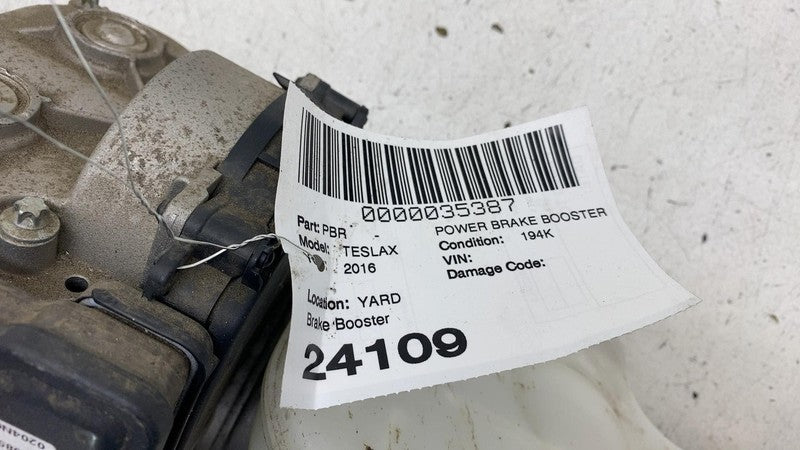 0000035387
Part: PBR - POWER BRAKE BOOSTER
Model: TESLAX Condition: 194K
2016 VIN:
Damage Code:
Location: YARD
Brake Booster
24109